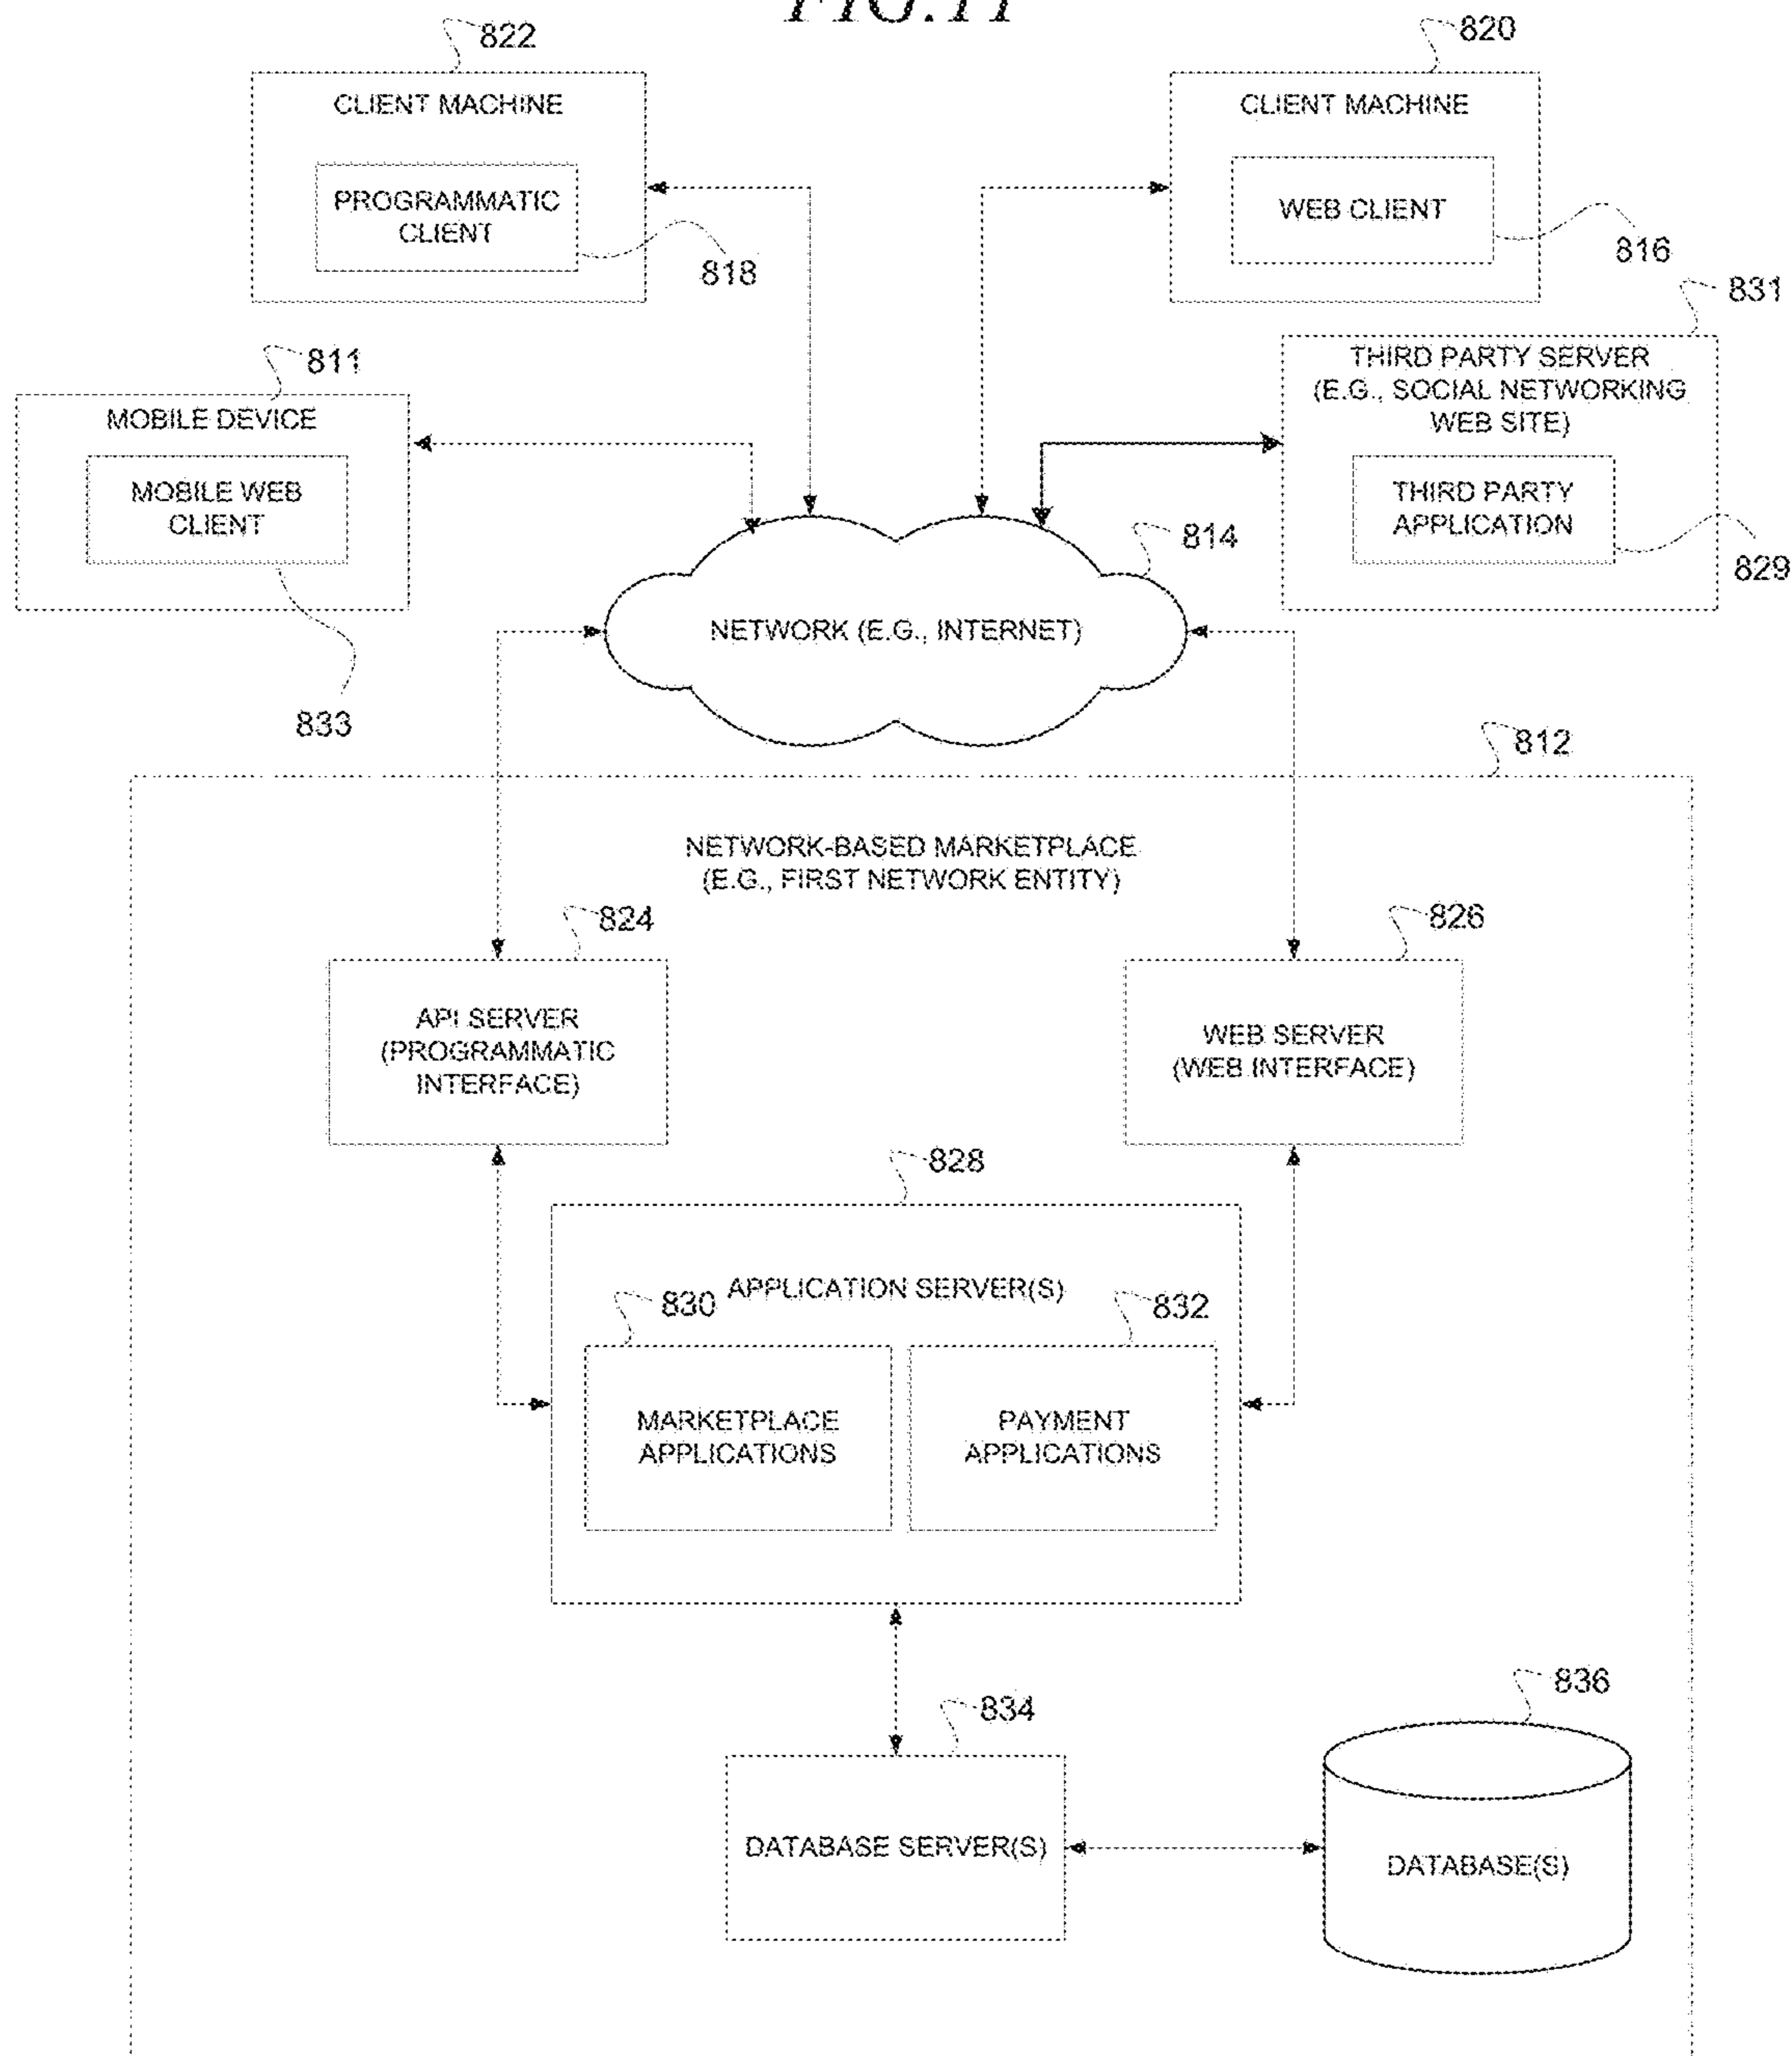 FIG. 11
822
820
CLIENT MACHINE
CLIENT MACHINE
PROGRAMMATIC
CLIENT
WEB CLIENT
818
816
831
811
THIRD PARTY SERVER
(E.G., SOCIAL NETWORKING
WEB SITE)
MOBILE DEVICE
MOBILE WEB
CLIENT
THIRD PARTY
APPLICATION
814
829
NETWORK (E.G., INTERNET)
833
812
NETWORK-BASED MARKETPLACE
(E.G., FIRST NETWORK ENTITY)
824
826
API SERVER
(PROGRAMMATIC
INTERFACE)
WEB SERVER
(WEB INTERFACE)
828
APPLICATION SERVER(S)
830
832
MARKETPLACE
APPLICATIONS
PAYMENT
APPLICATIONS
836
834
DATABASE SERVER(S)
DATABASE(S)